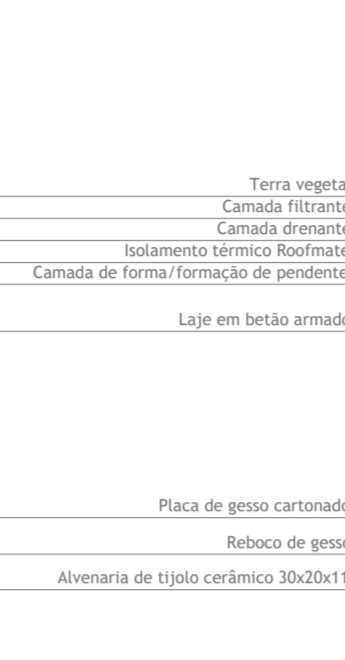 Terra vegeta
Camada filtrante
Camada drenante
Isolamento térmico Roofmate
Camada de forma/formação de pendente
Laje em betão armado
Placa de gesso cartonado
Reboco de gesso
Alvenaria de tijolo cerâmico 30x20x11